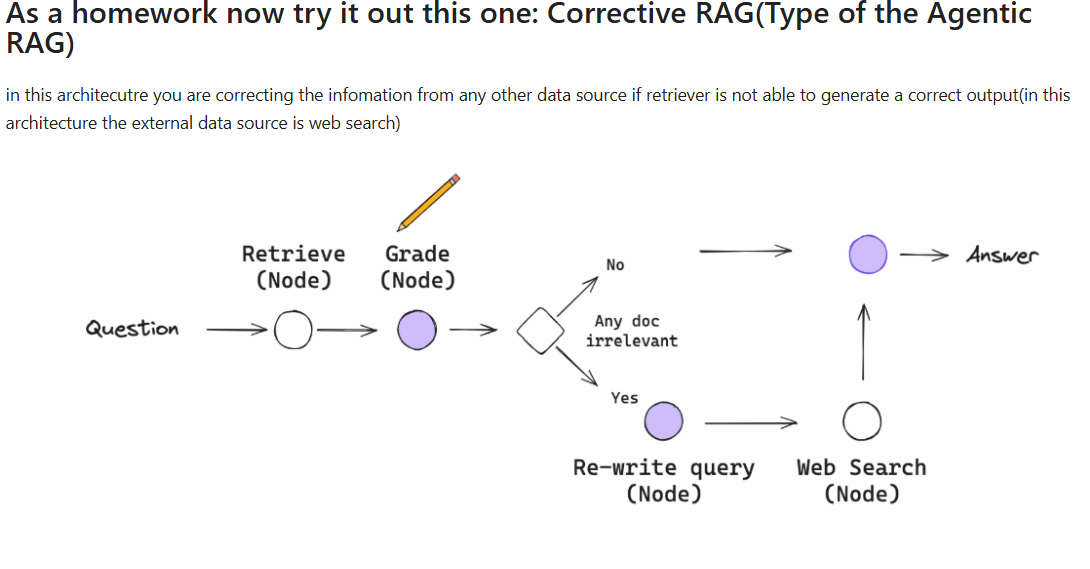 As a homework now try it out this one: Corrective RAG(Type of the Agentic
RAG)
in this architecutre you are correcting the infomation from any other data source if retriever is not able to generate a correct output(in this
architecture the external data source is web search)
Retrieve
(Node)
Grade
(Node)
No
Answer
Question
Any doc
irrelevant
Yes
Re-write query
(Node)
Web Search
(Node)